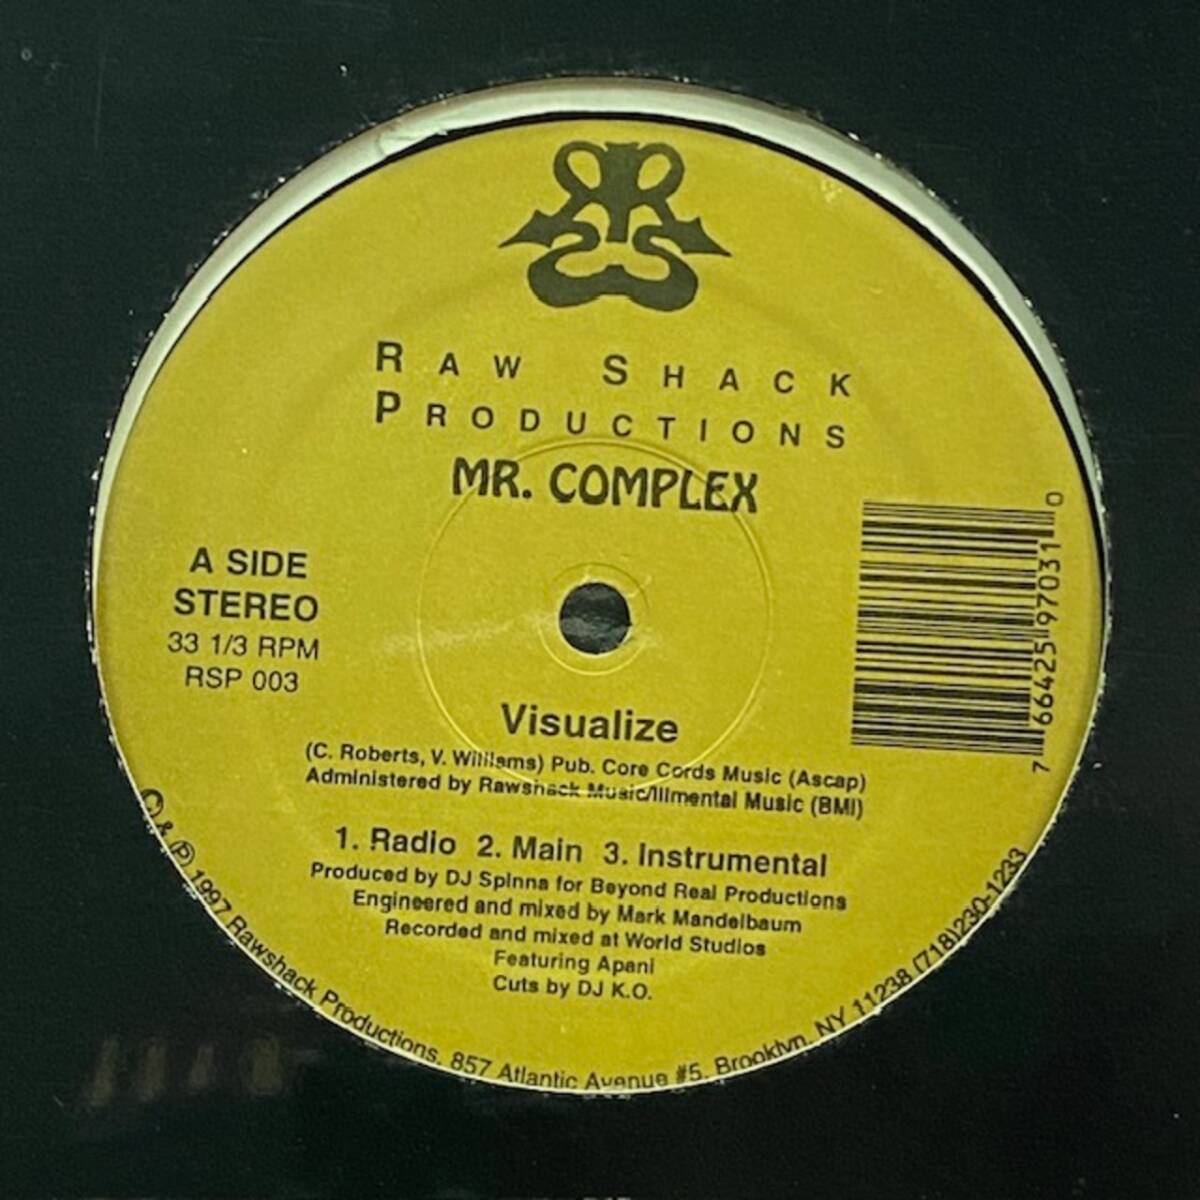 RAW SHACK
PRODUCTIONS
MR. COMPLEX
A SIDE
STEREO
33 1/3 RPM
RSP 003
7 66425 97031 0
Visualize
(C. Roberts, V. Williams) Pub. Core Cords Music (Ascap)
Administered by Rawshack Music/Illmental Music (BMI)
1. Radio 2. Main 3. Instrumental
Produced by DJ Spinna for Beyond Real Productions
Engineered and mixed by Mark Mandelbaum
Recorded and mixed at World Studios
Featuring Apani
Cuts by DJ K.O.
© & ℗ 1997 Rawshack Productions. 857 Atlantic Avenue #5. Brooklyn. NY 11238 (718)230-1233